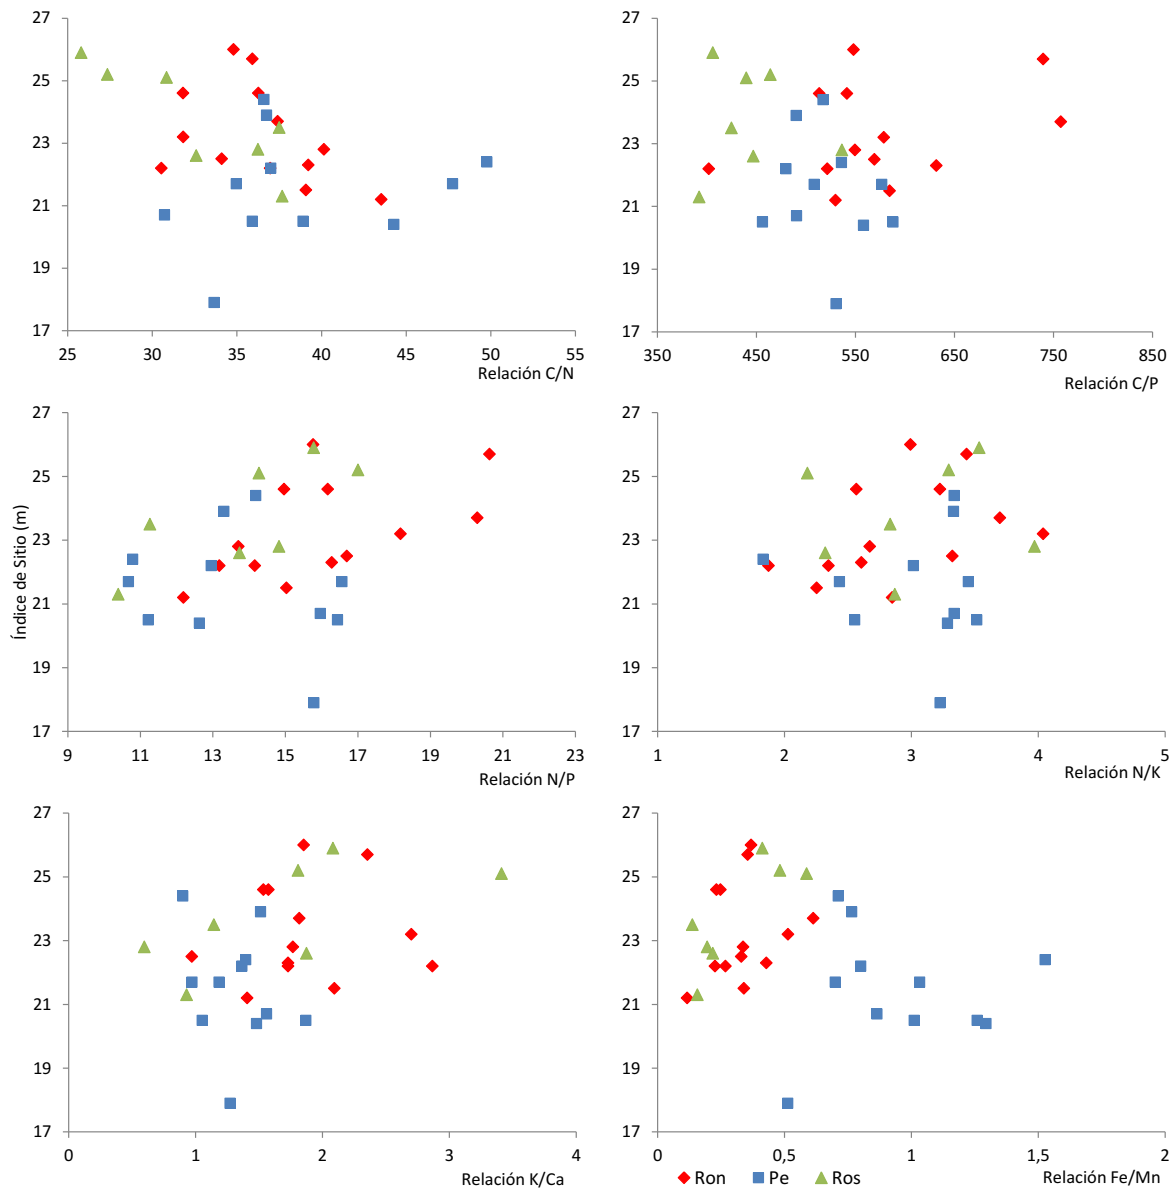 27
25
23
21
19
17
25 30 35 40 45 50 55
Relación C/N
27
25
23
21
19
17
350 450 550 650 750 850
Relación C/P
Índice de Sitio (m)
27
25
23
21
19
17
9 11 13 15 17 19 21 23
Relación N/P
27
25
23
21
19
17
1 2 3 4 5
Relación N/K
27
25
23
21
19
17
0 1 2 3 4
Relación K/Ca
27
25
23
21
19
17
0 0,5 1 1,5 2
Ron Pe Ros
Relación Fe/Mn